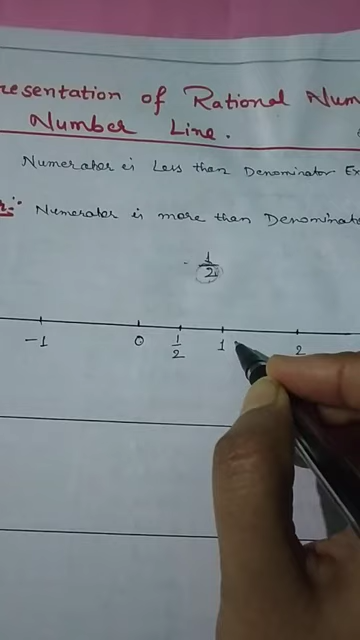 resentation of Rational Num
Number Line.
Numerator is Less than Denominator Ex
Numerator is more than Denominator
- 1/2
-1 0 1/2 1 2